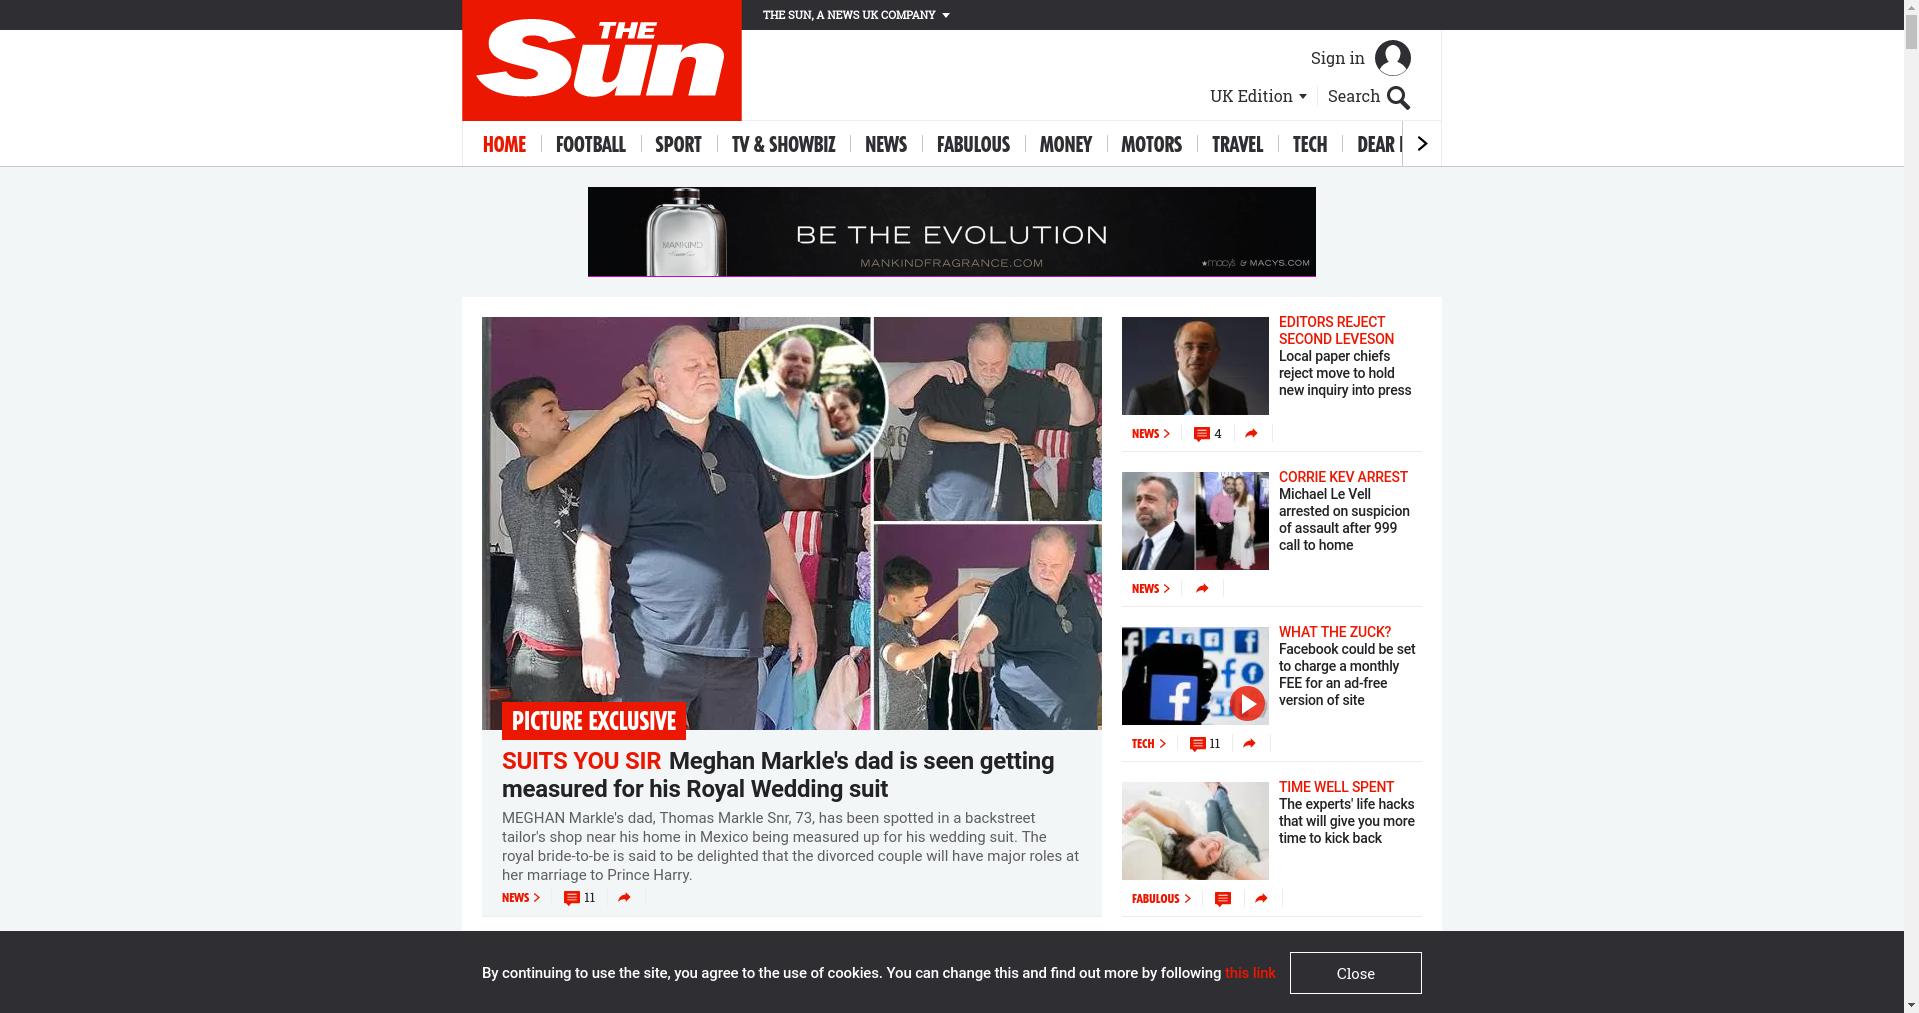 THE SUN, A NEWS UK COMPANY
THE
Sun
Sign in
UK Edition
Search
HOME
FOOTBALL
SPORT
TV & SHOWBIZ
NEWS
FABULOUS
MONEY
MOTORS
TRAVEL
TECH
DEAR
MANKIND
BE THE EVOLUTION
MANKINDFRAGRANCE.COM
macy's & MACYS.COM
PICTURE EXCLUSIVE
SUITS YOU SIR Meghan Markle's dad is seen getting
measured for his Royal Wedding suit
MEGHAN Markle's dad, Thomas Markle Snr, 73, has been spotted in a backstreet
tailor's shop near his home in Mexico being measured up for his wedding suit. The
royal bride-to-be is said to be delighted that the divorced couple will have major roles at
her marriage to Prince Harry.
NEWS
11
EDITORS REJECT
SECOND LEVESON
Local paper chiefs
reject move to hold
new inquiry into press
NEWS
4
CORRIE KEV ARREST
Michael Le Vell
arrested on suspicion
of assault after 999
call to home
NEWS
WHAT THE ZUCK?
Facebook could be set
to charge a monthly
FEE for an ad-free
version of site
TECH
11
TIME WELL SPENT
The experts' life hacks
that will give you more
time to kick back
FABULOUS
By continuing to use the site, you agree to the use of cookies. You can change this and find out more by following this link
Close